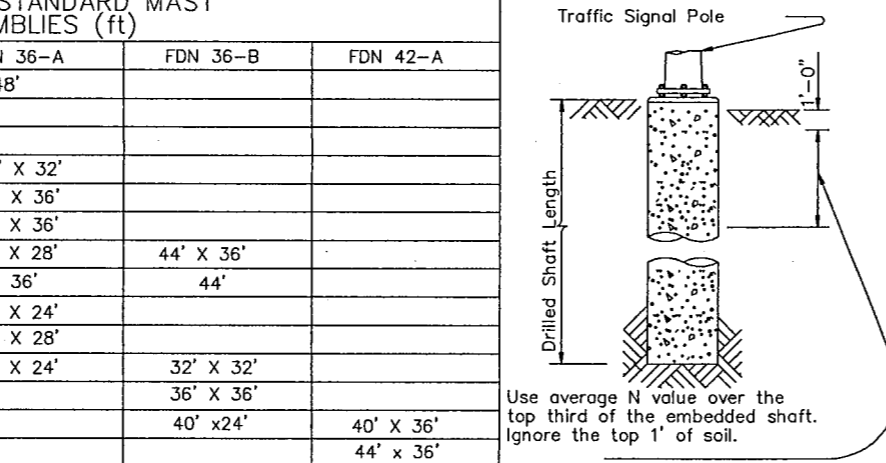 STANDARD MAST
(ft)
36-A FDN 36-B FDN 42-A
X 32'
X 36'
X 36'
X 28' 44' X 36'
36' 44'
X 24'
X 28'
X 24' 32' X 32'
36' X 36'
40' x24' 40' X 36'
44' x 36'
Traffic Signal Pole
1'-0"
Drilled Shaft Length
Use average N value over the
top third of the embedded shaft.
Ignore the top 1' of soil.